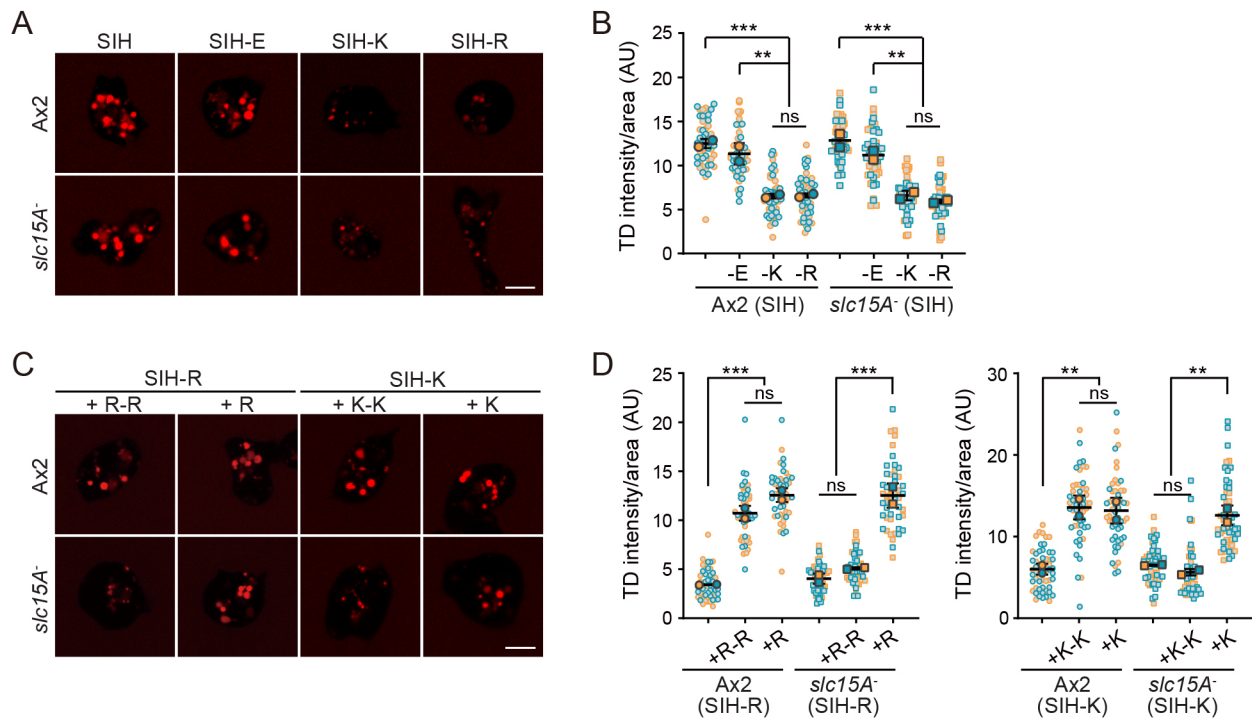 A
SIH SIH-E SIH-K SIH-R
Ax2
slc15A-
B
TD intensity/area (AU)
25
20
15
10
5
0
*** ***
** **
ns ns
-E -K -R -E -K -R
Ax2 (SIH) slc15A- (SIH)
C
SIH-R SIH-K
+ R-R + R + K-K + K
Ax2
slc15A-
D
TD intensity/area (AU)
25
20
15
10
5
0
*** ***
ns
ns
+R-R +R +R-R +R
Ax2 slc15A-
(SIH-R) (SIH-R)
TD intensity/area (AU)
30
20
10
0
** **
ns
ns
+K-K +K +K-K +K
Ax2 slc15A-
(SIH-K) (SIH-K)